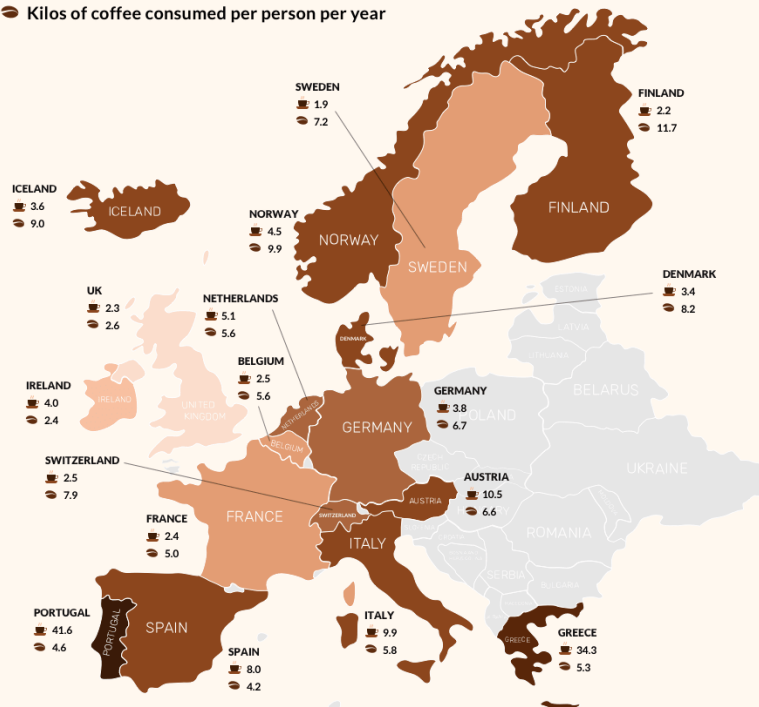 Kilos of coffee consumed per person per year
SWEDEN
1.9
7.2
FINLAND
2.2
11.7
ICELAND
3.6
9.0
ICELAND
NORWAY
4.5
9.9
NORWAY
FINLAND
SWEDEN
DENMARK
3.4
8.2
UK
2.3
2.6
NETHERLANDS
5.1
5.6
ESTONIA
LATVIA
DENMARK
LITHUANIA
BELGIUM
2.5
5.6
IRELAND
4.0
2.4
IRELAND
UNITED
KINGDOM
NETHERLANDS
GERMANY
3.8
6.7
GERMANY
POLAND
BELARUS
BELGIUM
SWITZERLAND
2.5
7.9
CZECH
REPUBLIC
UKRAINE
AUSTRIA
10.5
6.6
AUSTRIA
FRANCE
2.4
5.0
FRANCE
SWITZERLAND
ITALY
ROMANIA
SERBIA
BULGARIA
PORTUGAL
41.6
4.6
PORTUGAL
SPAIN
SPAIN
8.0
4.2
ITALY
9.9
5.8
GREECE
GREECE
34.3
5.3